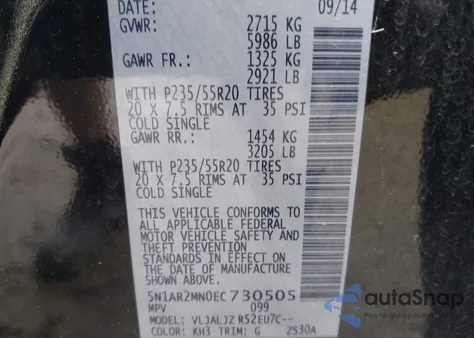 DATE: 09/14
GVWR: 2715 KG
5986 LB
GAWR FR.: 1325 KG
2921 LB
WITH P235/55R20 TIRES
20 X 7.5 RIMS AT 35 PSI
COLD SINGLE
GAWR RR.: 1454 KG
3205 LB
WITH P235/55R20 TIRES
20 X 7.5 RIMS AT 35 PSI
COLD SINGLE
THIS VEHICLE CONFORMS TO
ALL APPLICABLE FEDERAL
MOTOR VEHICLE SAFETY AND
THEFT PREVENTION
STANDARDS IN EFFECT ON
THE DATE OF MANUFACTURE
SHOWN ABOVE.
5N1AR2MN0EC730505
MPV 099
MODEL: VLJALJZ R52EU7C--
COLOR: KH3 TRIM: G 2S30A
autoSnap
Powered by